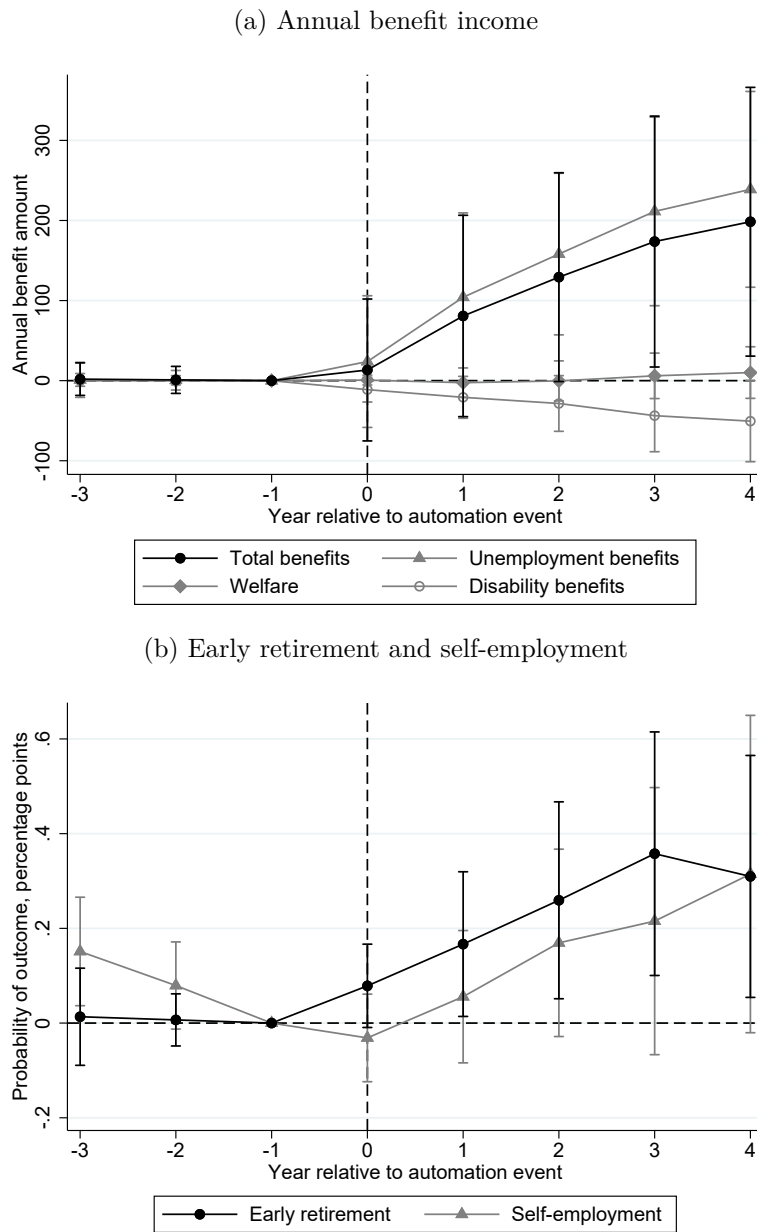 (a) Annual benefit income
Annual benefit amount
300
200
100
0
-100
-3 -2 -1 0 1 2 3 4
Year relative to automation event
Total benefits Unemployment benefits
Welfare Disability benefits
(b) Early retirement and self-employment
Probability of outcome, percentage points
.6
.4
.2
0
-.2
-3 -2 -1 0 1 2 3 4
Year relative to automation event
Early retirement Self-employment